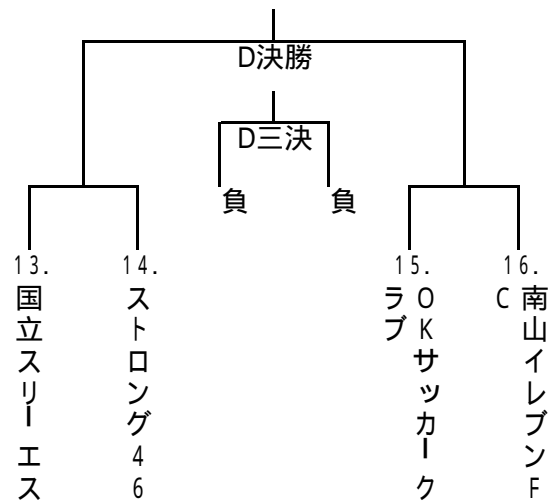 D決勝
D三決
負 負
13. 14. 15. 16.
国立スリーエス
ストロング46
OKサッカーク
ラブ
南山イレブンF
C